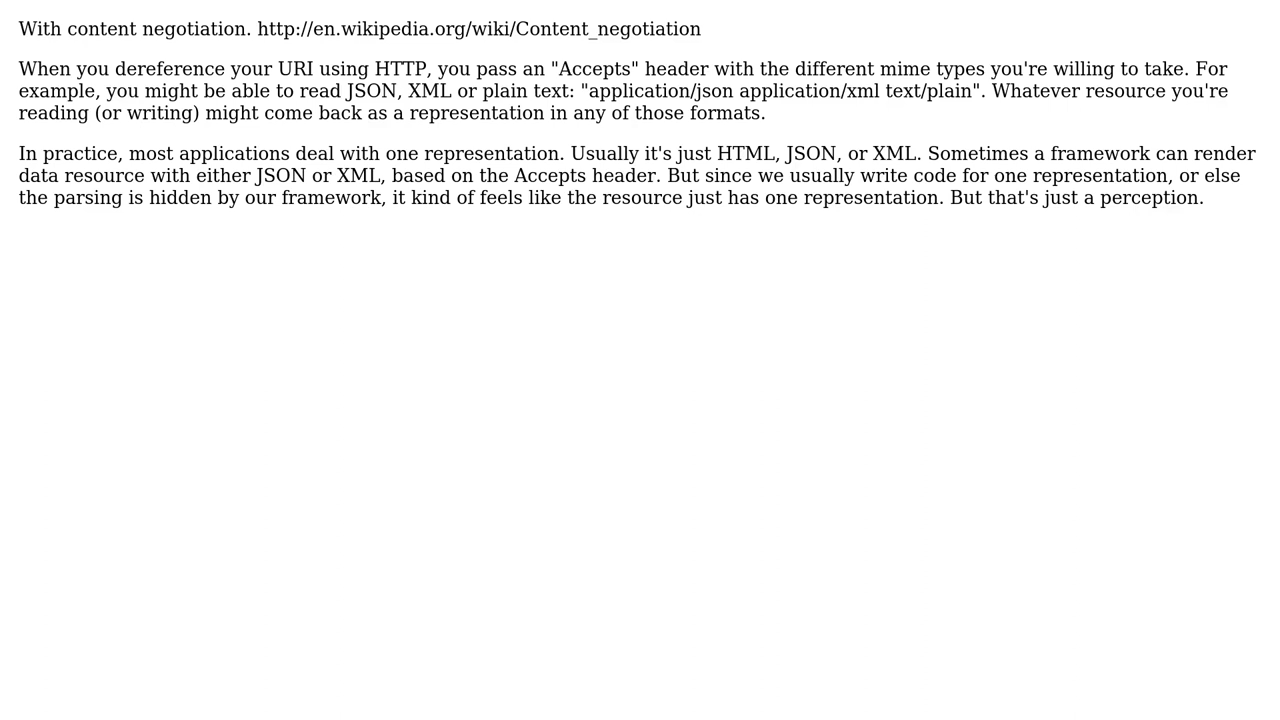 With content negotiation. http://en.wikipedia.org/wiki/Content_negotiation
When you dereference your URI using HTTP, you pass an "Accepts" header with the different mime types you're willing to take. For
example, you might be able to read JSON, XML or plain text: "application/json application/xml text/plain". Whatever resource you're
reading (or writing) might come back as a representation in any of those formats.
In practice, most applications deal with one representation. Usually it's just HTML, JSON, or XML. Sometimes a framework can render
data resource with either JSON or XML, based on the Accepts header. But since we usually write code for one representation, or else
the parsing is hidden by our framework, it kind of feels like the resource just has one representation. But that's just a perception.